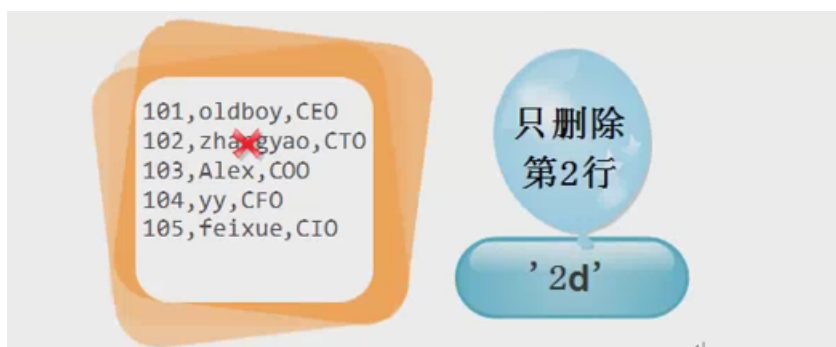 101,oldboy,CEO
102,zhangyao,CTO
103,Alex,COO
104,yy,CFO
105,feixue,CIO
只删除
第2行
’2d’